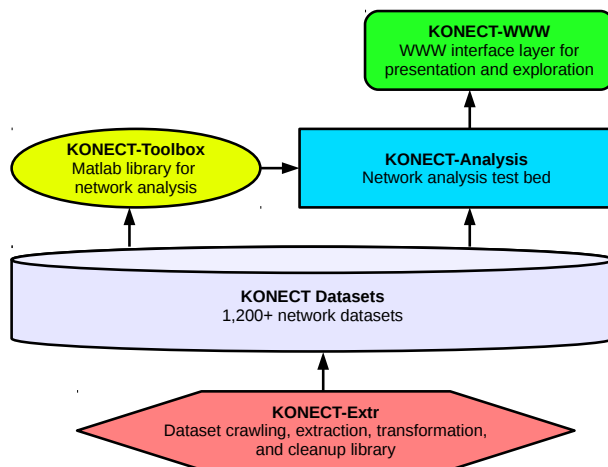 KONECT-WWW
WWW interface layer for
presentation and exploration
KONECT-Toolbox
Matlab library for
network analysis
KONECT-Analysis
Network analysis test bed
KONECT Datasets
1,200+ network datasets
KONECT-Extr
Dataset crawling, extraction, transformation,
and cleanup library